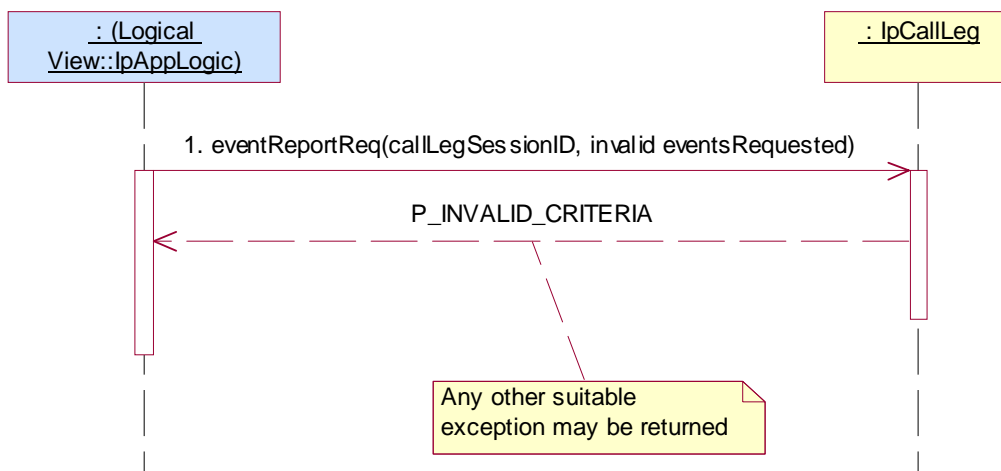 : (Logical
View::IpAppLogic)
: IpCallLeg
1. eventReportReq(callLegSessionID, invalid eventsRequested)
P_INVALID_CRITERIA
Any other suitable
exception may be returned